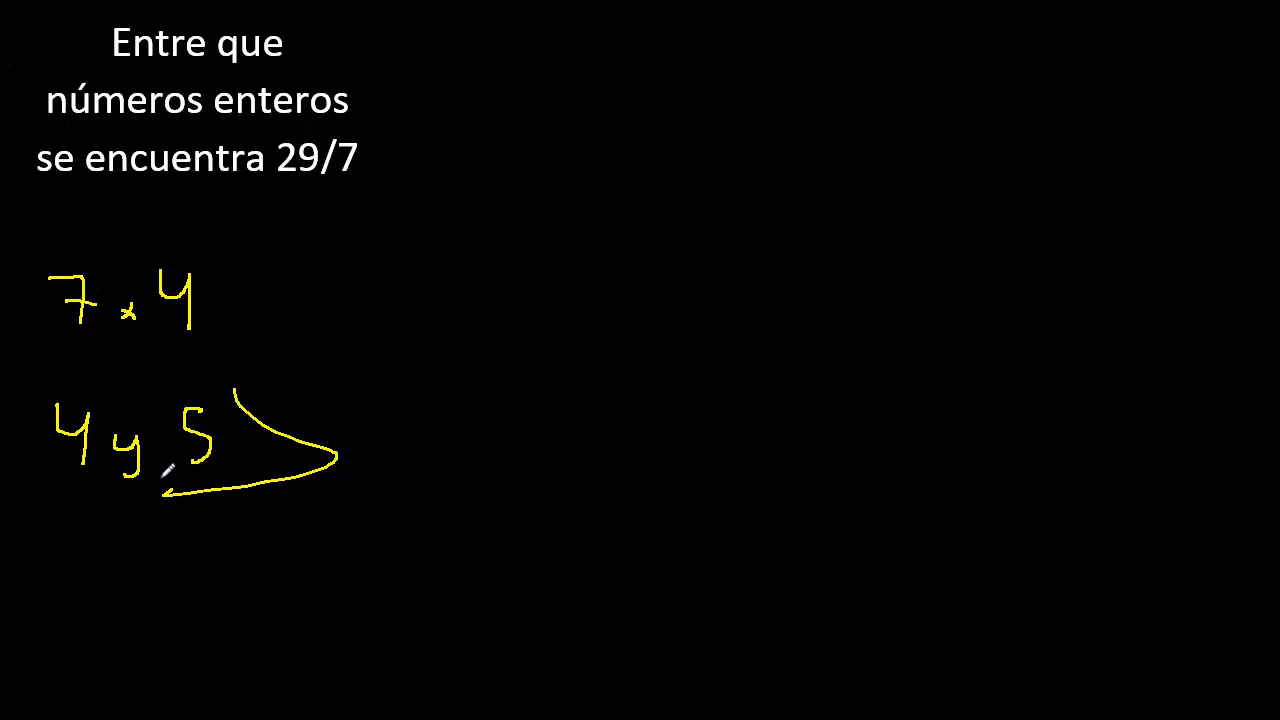 Entre que
números enteros
se encuentra 29/7
7 x 4
4 y 5